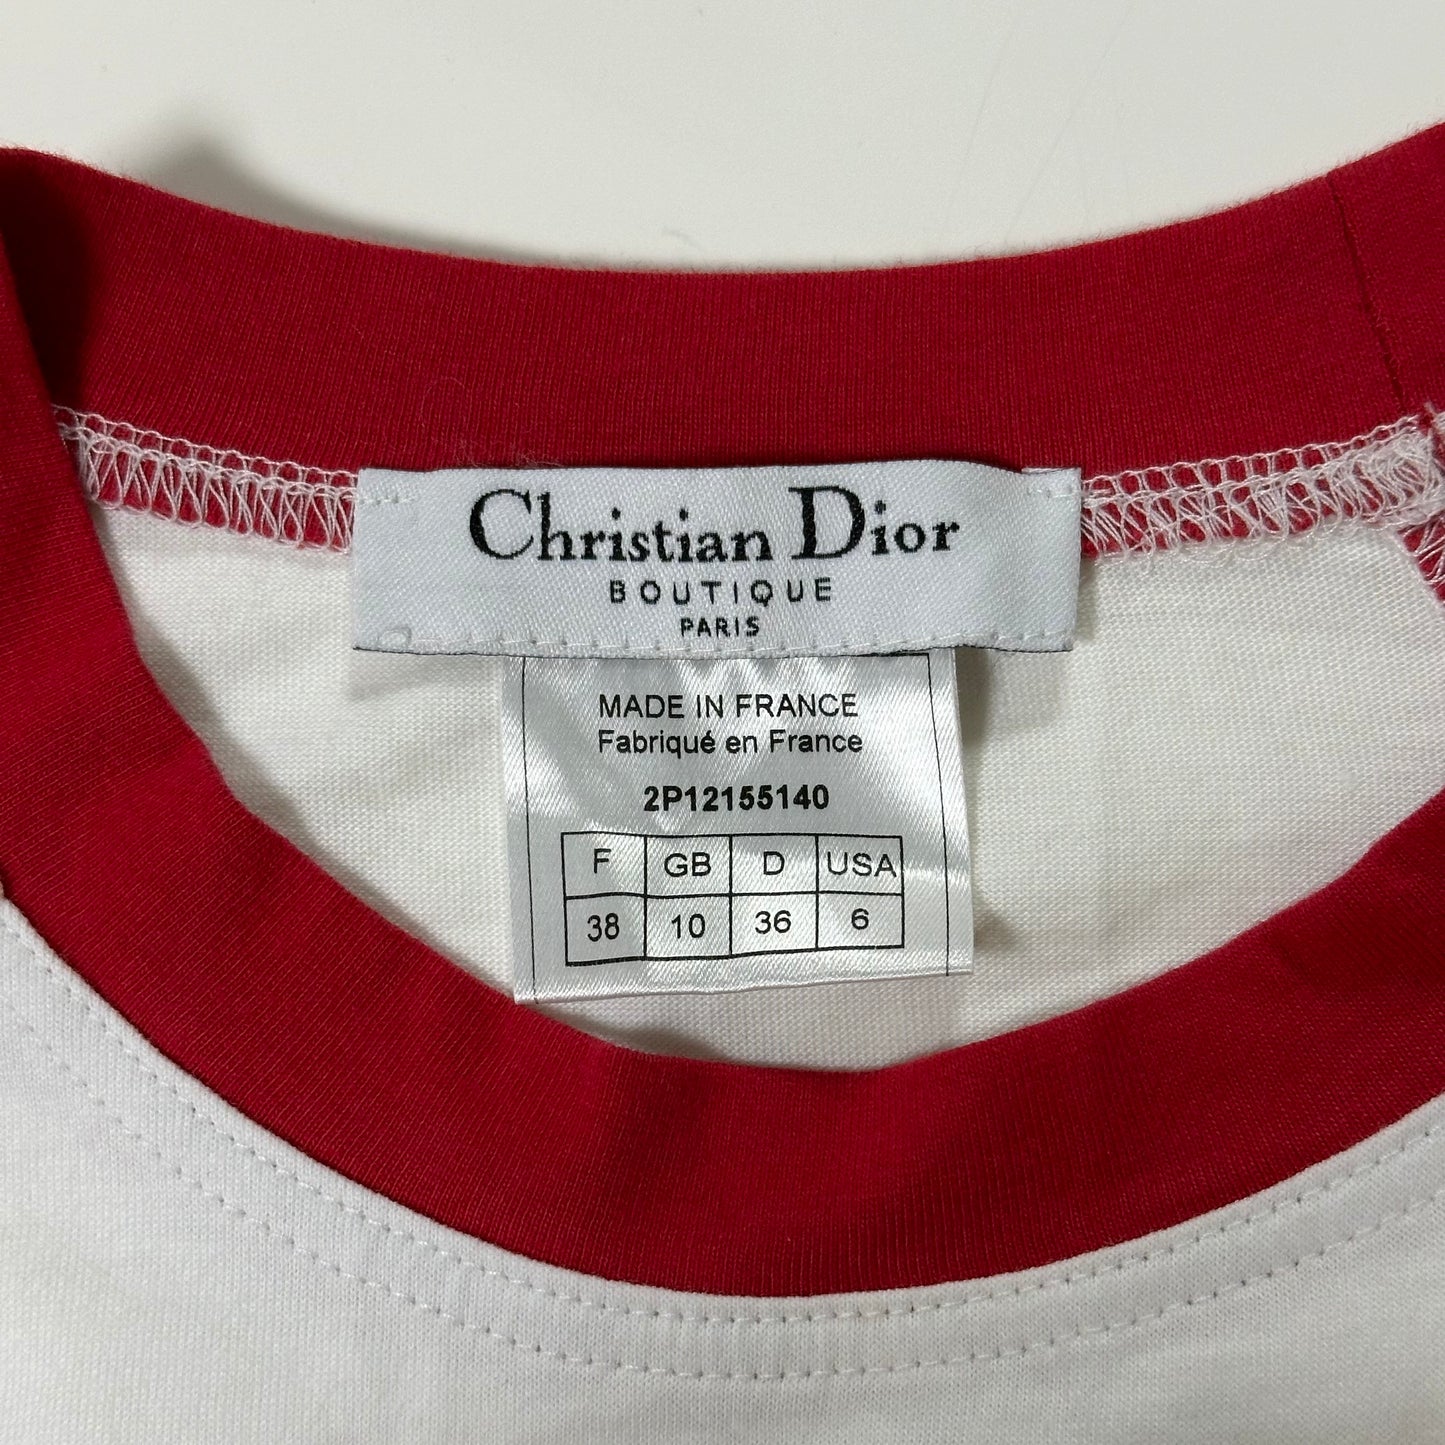 Christian Dior
BOUTIQUE
PARIS
MADE IN FRANCE
Fabriqué en France
2P12155140
F GB D USA
38 10 36 6